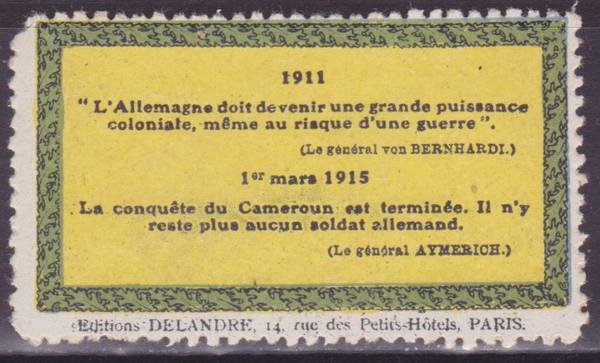 1911
"L'Allemagne doit devenir une grande puissance
coloniale, même au risque d'une guerre".
(Le général von BERNHARDI.)
1er mars 1915
La conquête du Cameroun est terminée. Il n'y
reste plus aucun soldat allemand.
(Le général AYMERICH.)
Editions DELANDRE, 14, rue des Petits-Hôtels, PARIS.